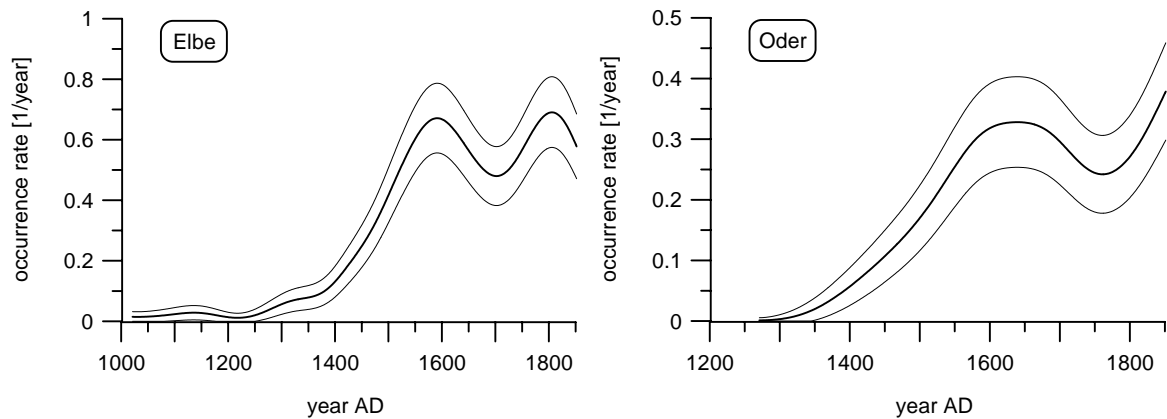 Elbe
occurrence rate [1/year]
1
0.8
0.6
0.4
0.2
0
1000 1200 1400 1600 1800
year AD
Oder
occurrence rate [1/year]
0.5
0.4
0.3
0.2
0.1
0
1200 1400 1600 1800
year AD